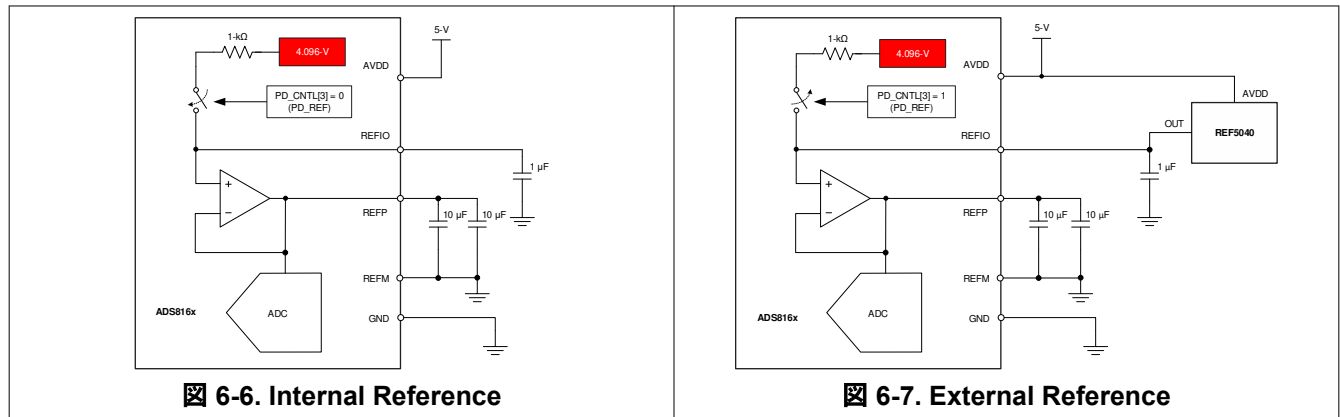 1-kΩ
4.096-V
5-V
AVDD
PD_CNTL[3] = 0
(PD_REF)
REFIO
1 µF
+
−
REFP
10 µF
10 µF
REFM
ADS816x
ADC
GND
図 6-6. Internal Reference
1-kΩ
4.096-V
5-V
AVDD
PD_CNTL[3] = 1
(PD_REF)
AVDD
OUT
REF5040
REFIO
1 µF
+
−
REFP
10 µF
10 µF
REFM
ADS816x
ADC
GND
図 6-7. External Reference